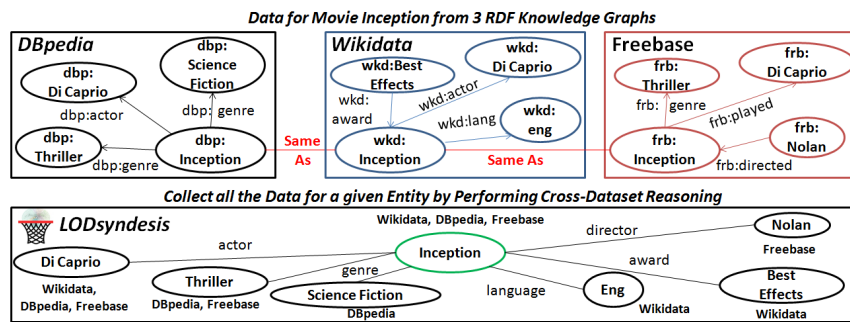 Data for Movie Inception from 3 RDF Knowledge Graphs
DBpedia
dbp:
Science
Fiction
dbp:
Di Caprio
dbp:actor
dbp: genre
dbp:
Thriller
dbp:genre
dbp:
Inception
Same
As
Wikidata
wkd:Best
Effects
wkd:
Di Caprio
wkd:
award
wkd:actor
wkd:lang
wkd:
eng
wkd:
Inception
Same As
Freebase
frb:
Thriller
frb:
Di Caprio
frb: genre
frb:played
frb:
Inception
frb:
Nolan
frb:directed
Collect all the Data for a given Entity by Performing Cross-Dataset Reasoning
LODsyndesis
Wikidata, DBpedia, Freebase
Inception
actor
Di Caprio
Wikidata,
DBpedia, Freebase
Thriller
DBpedia, Freebase
genre
Science Fiction
DBpedia
language
Eng
Wikidata
director
Nolan
Freebase
award
Best
Effects
Wikidata